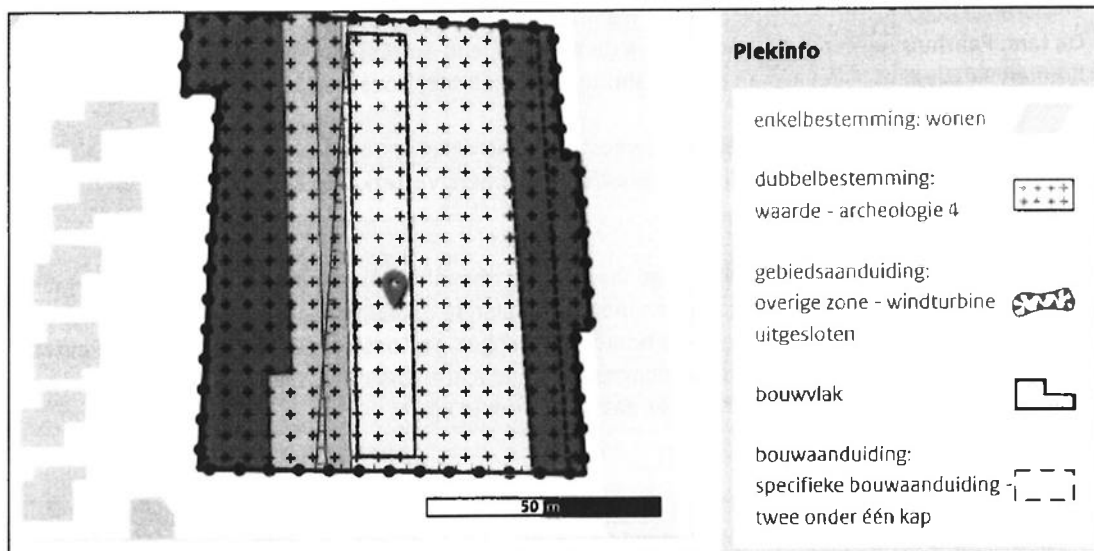 Plekinfo
enkelbestemming: wonen
dubbelbestemming:
waarde - archeologie 4
gebiedsaanduiding:
overige zone - windturbine
uitgesloten
bouwvlak
bouwaanduiding:
specifieke bouwaanduiding -
twee onder één kap
50 m